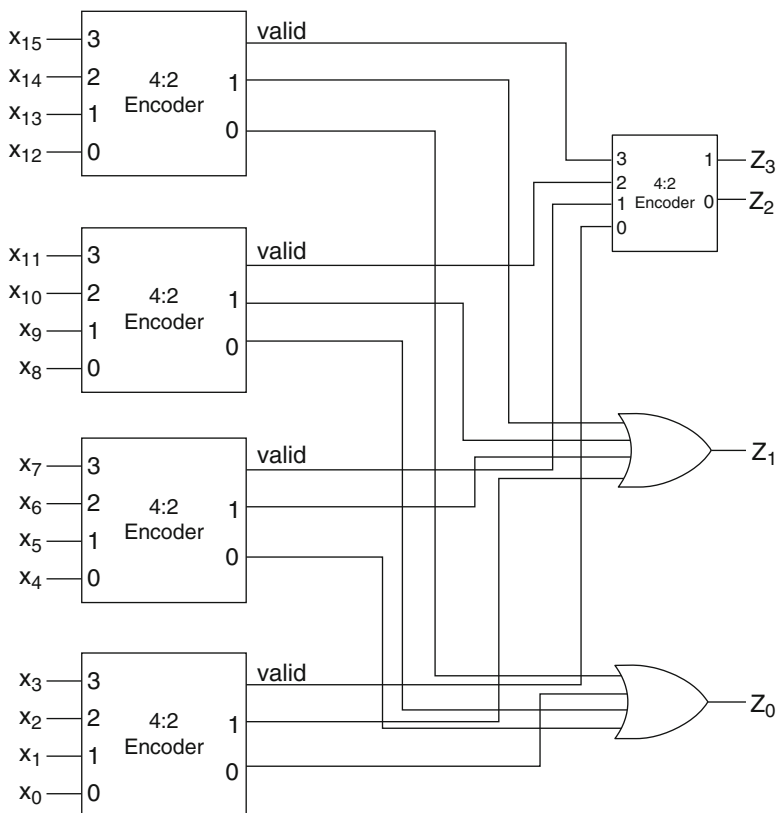 x15 3 valid
x14 2 4:2 1
x13 1 Encoder
x12 0 0
3 1 Z3
2 4:2
1 Encoder 0 Z2
0
x11 3 valid
x10 2 4:2 1
x9 1 Encoder 0
x8 0
x7 3 valid
x6 2 4:2 1
x5 1 Encoder 0
x4 0
Z1
x3 3 valid
x2 2 4:2 1
x1 1 Encoder 0
x0 0
Z0